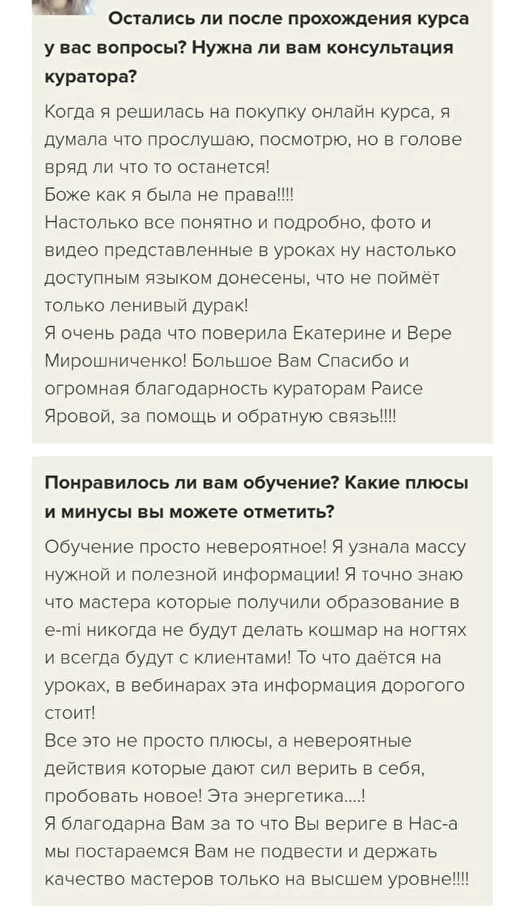 Остались ли после прохождения курса
у вас вопросы? Нужна ли вам консультация
куратора?
Когда я решилась на покупку онлайн курса, я
думала что прослушаю, посмотрю, но в голове
вряд ли что то останется!
Боже как я была не права!!!!
Настолько все понятно и подробно, фото и
видео представленные в уроках ну настолько
доступным языком донесены, что не поймёт
только ленивый дурак!
Я очень рада что поверила Екатерине и Вере
Мирошниченко! Большое Вам Спасибо и
огромная благодарность кураторам Раисе
Яровой, за помощь и обратную связь!!!!
Понравилось ли вам обучение? Какие плюсы
и минусы вы можете отметить?
Обучение просто невероятное! Я узнала массу
нужной и полезной информации! Я точно знаю
что мастера которые получили образование в
e-mi никогда не будут делать кошмар на ногтях
и всегда будут с клиентами! То что даётся на
уроках, в вебинарах эта информация дорогого
стоит!
Все это не просто плюсы, а невероятные
действия которые дают сил верить в себя,
пробовать новое! Эта энергетика....!
Я благодарна Вам за то что Вы вериге в Нас-а
мы постараемся Вам не подвести и держать
качество мастеров только на высшем уровне!!!!